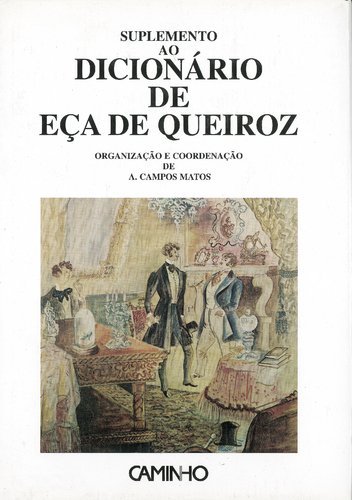 SUPLEMENTO
AO
DICIONÁRIO
DE
EÇA DE QUEIROZ
ORGANIZAÇÃO E COORDENAÇÃO
DE
A. CAMPOS MATOS
CAMINHO